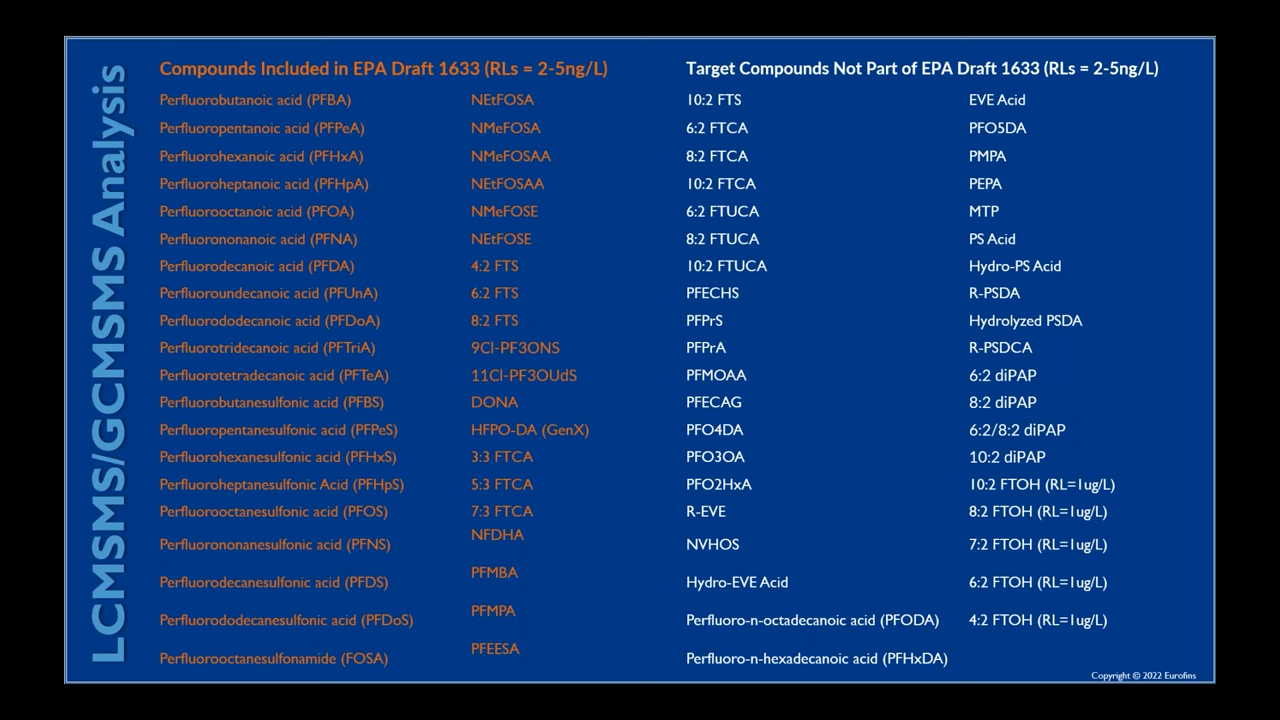 LCMSMS/GCMSMS Analysis
Compounds Included in EPA Draft 1633 (RLs = 2-5ng/L)
Perfluorobutanoic acid (PFBA)
Perfluoropentanoic acid (PFPeA)
Perfluorohexanoic acid (PFHxA)
Perfluoroheptanoic acid (PFHpA)
Perfluorooctanoic acid (PFOA)
Perfluorononanoic acid (PFNA)
Perfluorodecanoic acid (PFDA)
Perfluoroundecanoic acid (PFUnA)
Perfluorododecanoic acid (PFDoA)
Perfluorotridecanoic acid (PFTriA)
Perfluorotetradecanoic acid (PFTeA)
Perfluorobutanesulfonic acid (PFBS)
Perfluoropentanesulfonic acid (PFPeS)
Perfluorohexanesulfonic acid (PFHxS)
Perfluoroheptanesulfonic Acid (PFHpS)
Perfluorooctanesulfonic acid (PFOS)
Perfluorononanesulfonic acid (PFNS)
Perfluorodecanesulfonic acid (PFDS)
Perfluorododecanesulfonic acid (PFDoS)
Perfluorooctanesulfonamide (FOSA)
NEtFOSA
NMeFOSA
NMeFOSAA
NEtFOSAA
NMeFOSE
NEtFOSE
4:2 FTS
6:2 FTS
8:2 FTS
9Cl-PF3ONS
11Cl-PF3OUdS
DONA
HFPO-DA (GenX)
3:3 FTCA
5:3 FTCA
7:3 FTCA
NFDHA
PFMBA
PFMPA
PFEESA
Target Compounds Not Part of EPA Draft 1633 (RLs = 2-5ng/L)
10:2 FTS
6:2 FTCA
8:2 FTCA
10:2 FTCA
6:2 FTUCA
8:2 FTUCA
10:2 FTUCA
PFECHS
PFPrS
PFPrA
PFMOAA
PFECAG
PFO4DA
PFO3OA
PFO2HxA
R-EVE
NVHOS
Hydro-EVE Acid
Perfluoro-n-octadecanoic acid (PFODA)
Perfluoro-n-hexadecanoic acid (PFHxDA)
EVE Acid
PFO5DA
PMPA
PEPA
MTP
PS Acid
Hydro-PS Acid
R-PSDA
Hydrolyzed PSDA
R-PSDCA
6:2 diPAP
8:2 diPAP
6:2/8:2 diPAP
10:2 diPAP
10:2 FTOH (RL=1ug/L)
8:2 FTOH (RL=1ug/L)
7:2 FTOH (RL=1ug/L)
6:2 FTOH (RL=1ug/L)
4:2 FTOH (RL=1ug/L)
Copyright © 2022 Eurofins